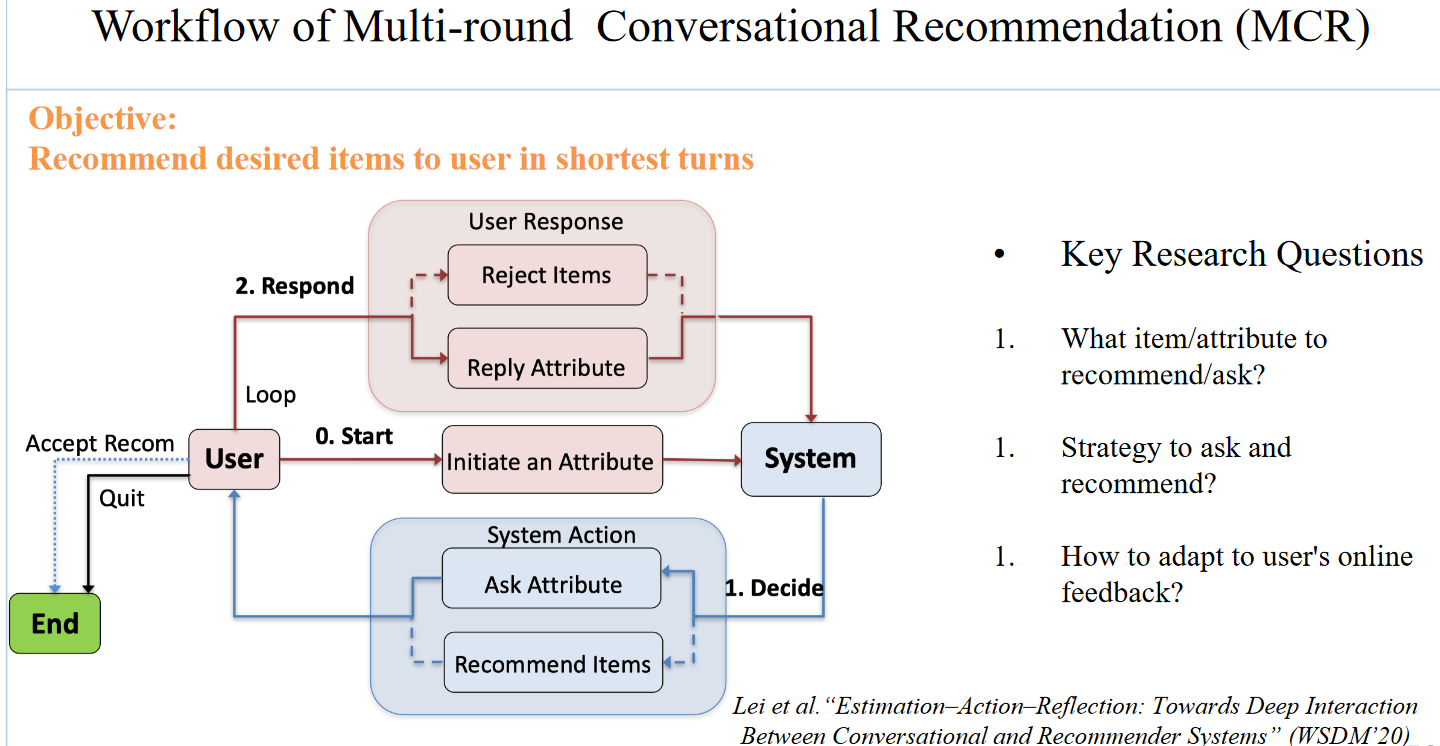 Workflow of Multi-round Conversational Recommendation (MCR)
Objective:
Recommend desired items to user in shortest turns
User Response
Reject Items
2. Respond
Reply Attribute
Loop
Accept Recom
0. Start
User
Initiate an Attribute
System
Quit
System Action
Ask Attribute
1. Decide
End
Recommend Items
• Key Research Questions
1. What item/attribute to
recommend/ask?
1. Strategy to ask and
recommend?
1. How to adapt to user's online
feedback?
Lei et al.“Estimation–Action–Reflection: Towards Deep Interaction
Between Conversational and Recommender Systems” (WSDM’20)